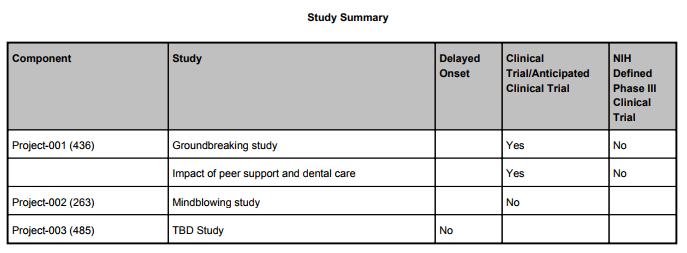 Study Summary
Component Study Delayed Onset Clinical Trial/Anticipated Clinical Trial NIH Defined Phase III Clinical Trial
Project-001 (436) Groundbreaking study Yes No
Impact of peer support and dental care Yes No
Project-002 (263) Mindblowing study No
Project-003 (485) TBD Study No